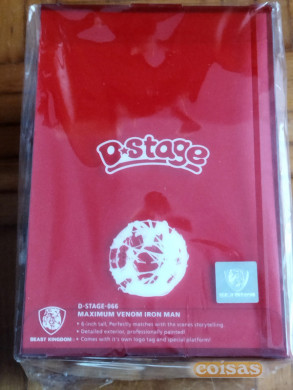 D-stage
D-STAGE-066
MAXIMUM VENOM IRON MAN
• 6 inch tall, Perfectly matches with the scenes storytelling.
• Detailed exterior, professionally painted!
• Comes with it's own logo tag and special platform!
BEAST KINGDOM
coisas